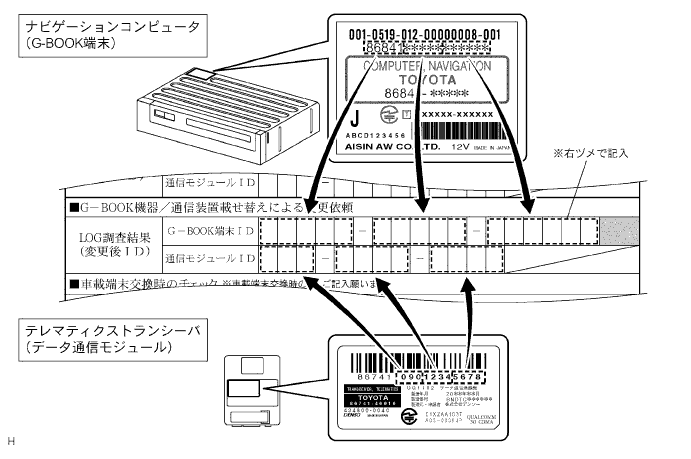 ナビゲーションコンピュータ
(G-BOOK端末)
001-0519-012-00000008-001
86841*****-*****
COMPUTER, NAVIGATION
TOYOTA
86841-*****
J
XXXXXX-XXXXXX
ABCD123456
AISIN AW CO., LTD. 12V MADE IN JAPAN
※右ヅメで記入
通信モジュールＩＤ
■G－BOOK機器／通信装置載せ替えによる変更依頼
LOG調査結果
(変更後ＩＤ)
G－BOOK端末ＩＤ
通信モジュールＩＤ
■車載端末交換時のチェック ※車載端末交換時の ご記入願いま
テレマティクストランシーバ
(データ通信モジュール)
86741 09012345678
TRANSCEIVER, TELEMATICS
TOYOTA
86741-40010
DENSO
QUALCOMM
H